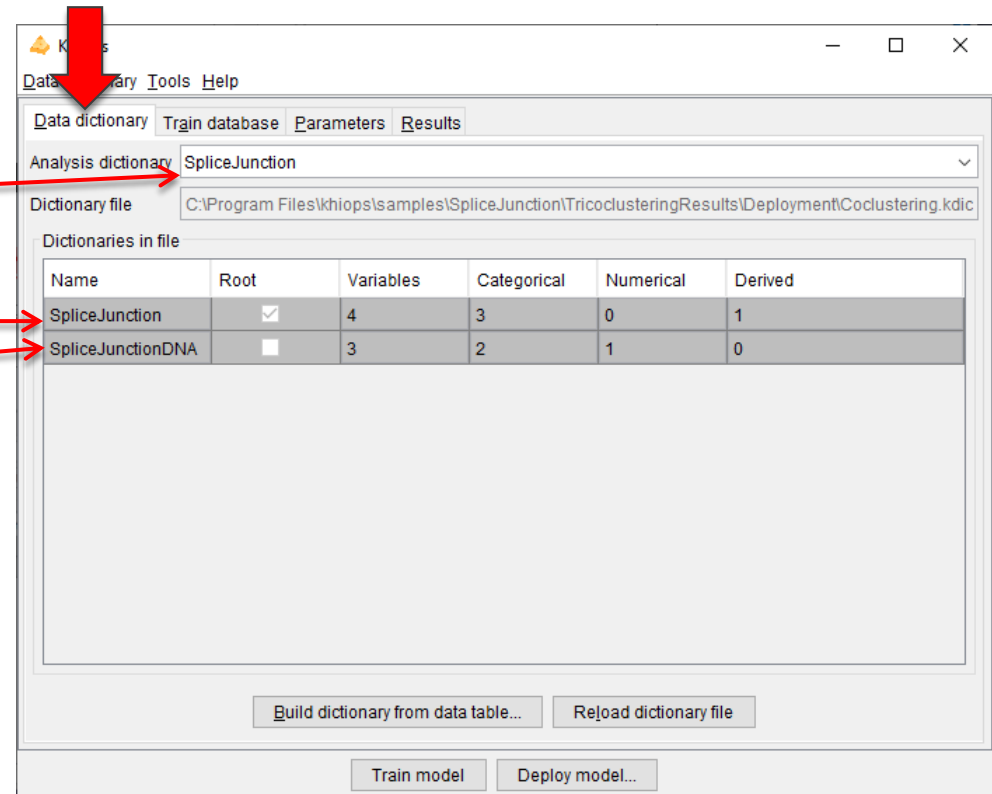 K s
Data ary Tools Help
Data dictionary Train database Parameters Results
Analysis dictionary SpliceJunction
Dictionary file C:\Program Files\khiops\samples\SpliceJunction\TricoclusteringResults\Deployment\Coclustering.kdic
Dictionaries in file
Name Root Variables Categorical Numerical Derived
SpliceJunction 4 3 0 1
SpliceJunctionDNA 3 2 1 0
Build dictionary from data table... Reload dictionary file
Train model Deploy model...